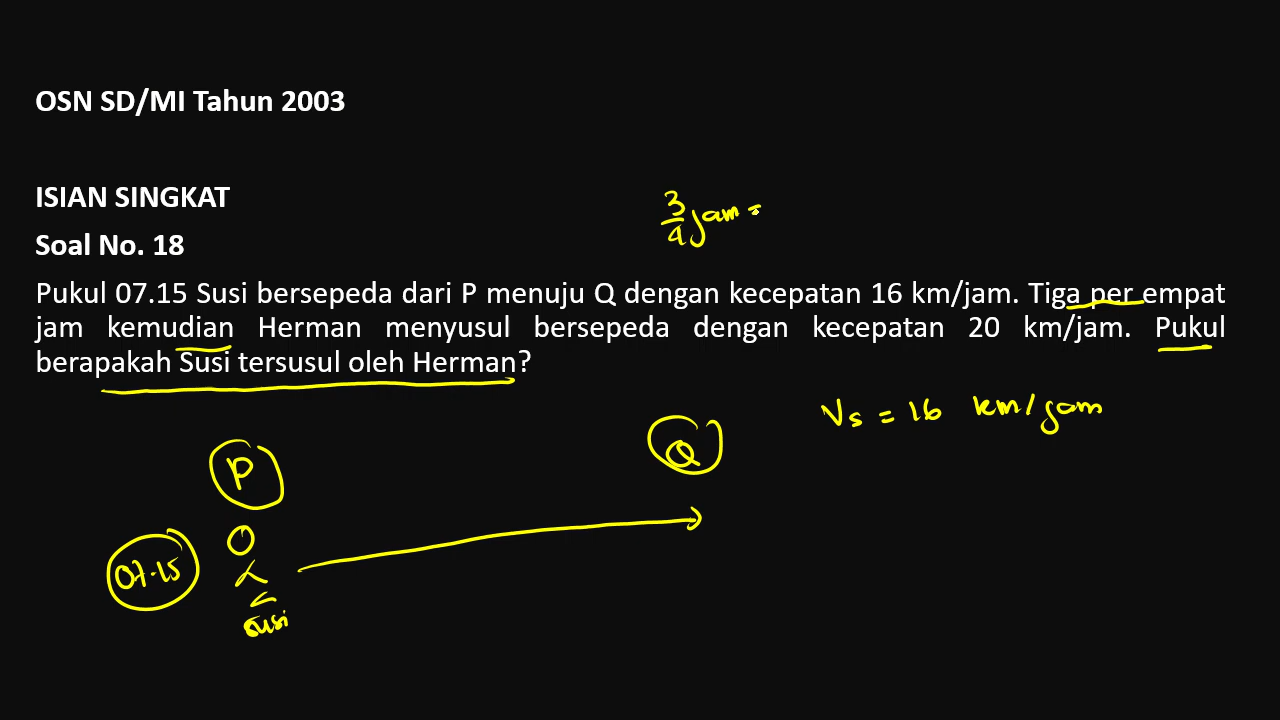 OSN SD/MI Tahun 2003
ISIAN SINGKAT
3/4 jam =
Soal No. 18
Pukul 07.15 Susi bersepeda dari P menuju Q dengan kecepatan 16 km/jam. Tiga per empat
jam kemudian Herman menyusul bersepeda dengan kecepatan 20 km/jam. Pukul
berapakah Susi tersusul oleh Herman?
Vs = 16 km/jam
P
Q
07.15
susi